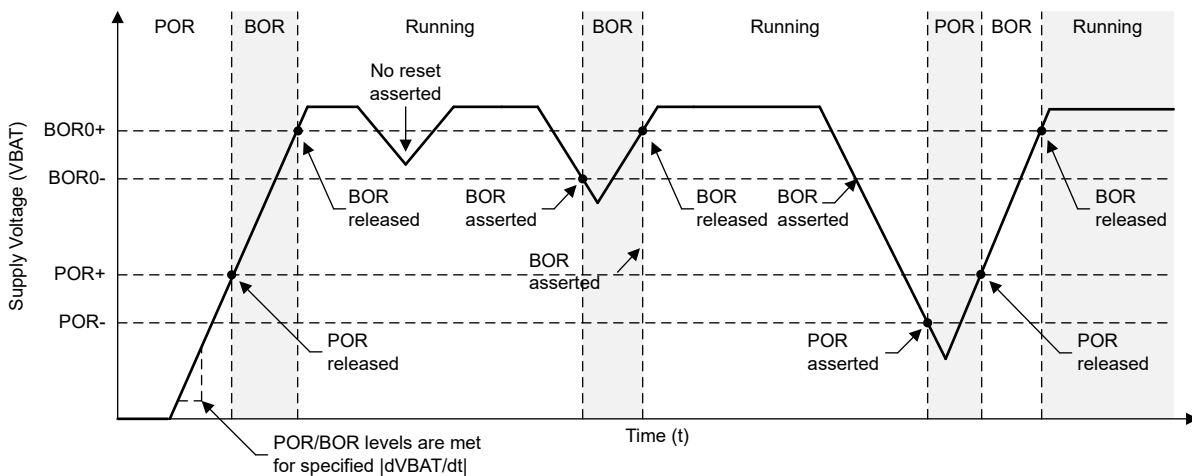 POR
BOR
Running
BOR
Running
POR
BOR
Running
No reset
asserted
Supply Voltage (VBAT)
BOR0+
BOR0-
POR+
POR-
BOR
released
BOR
asserted
BOR
released
BOR
asserted
BOR
released
BOR
asserted
POR
released
POR
asserted
POR
released
Time (t)
POR/BOR levels are met
for specified |dVBAT/dt|